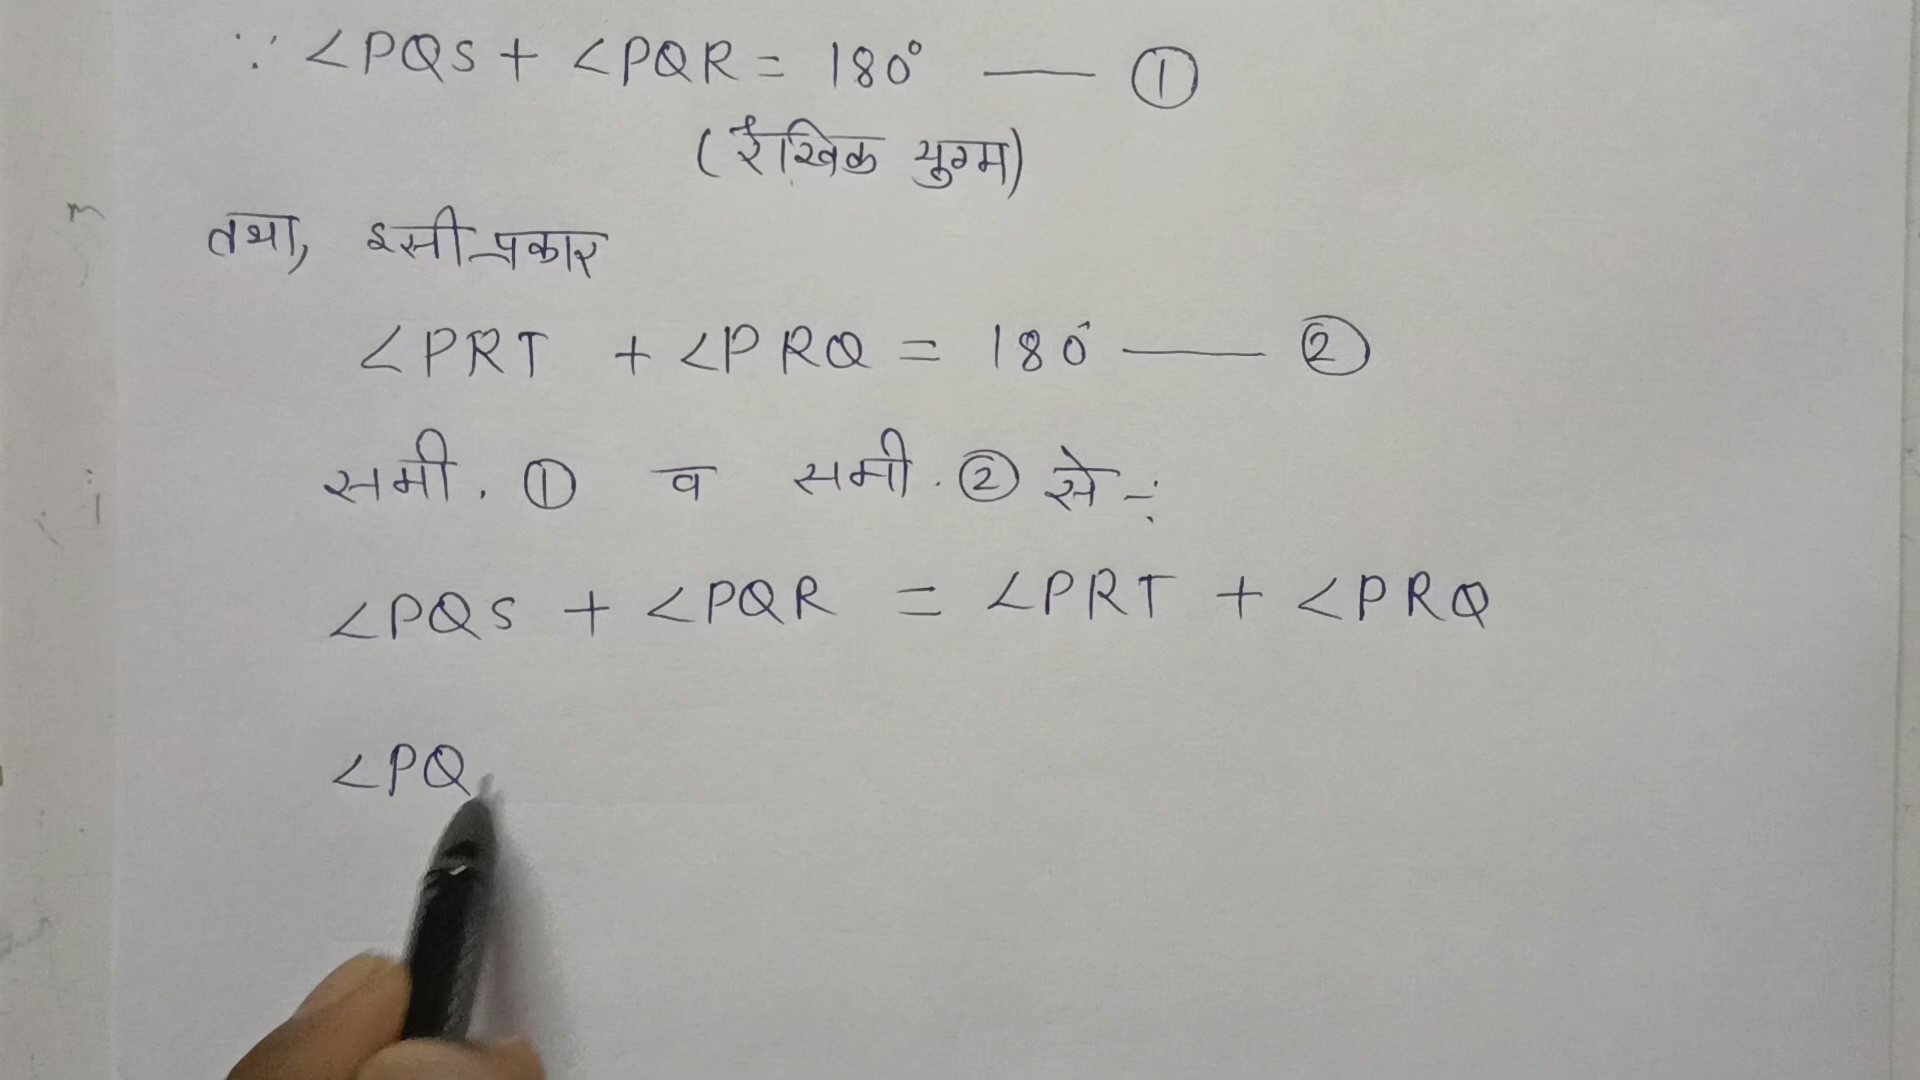 ∵ ∠PQS + ∠PQR = 180° — ①
(रैखिक युग्म)
तथा, इसी प्रकार
∠PRT + ∠PRQ = 180° — ②
समी. ① व समी. ② से -:
∠PQS + ∠PQR = ∠PRT + ∠PRQ
∠PQ